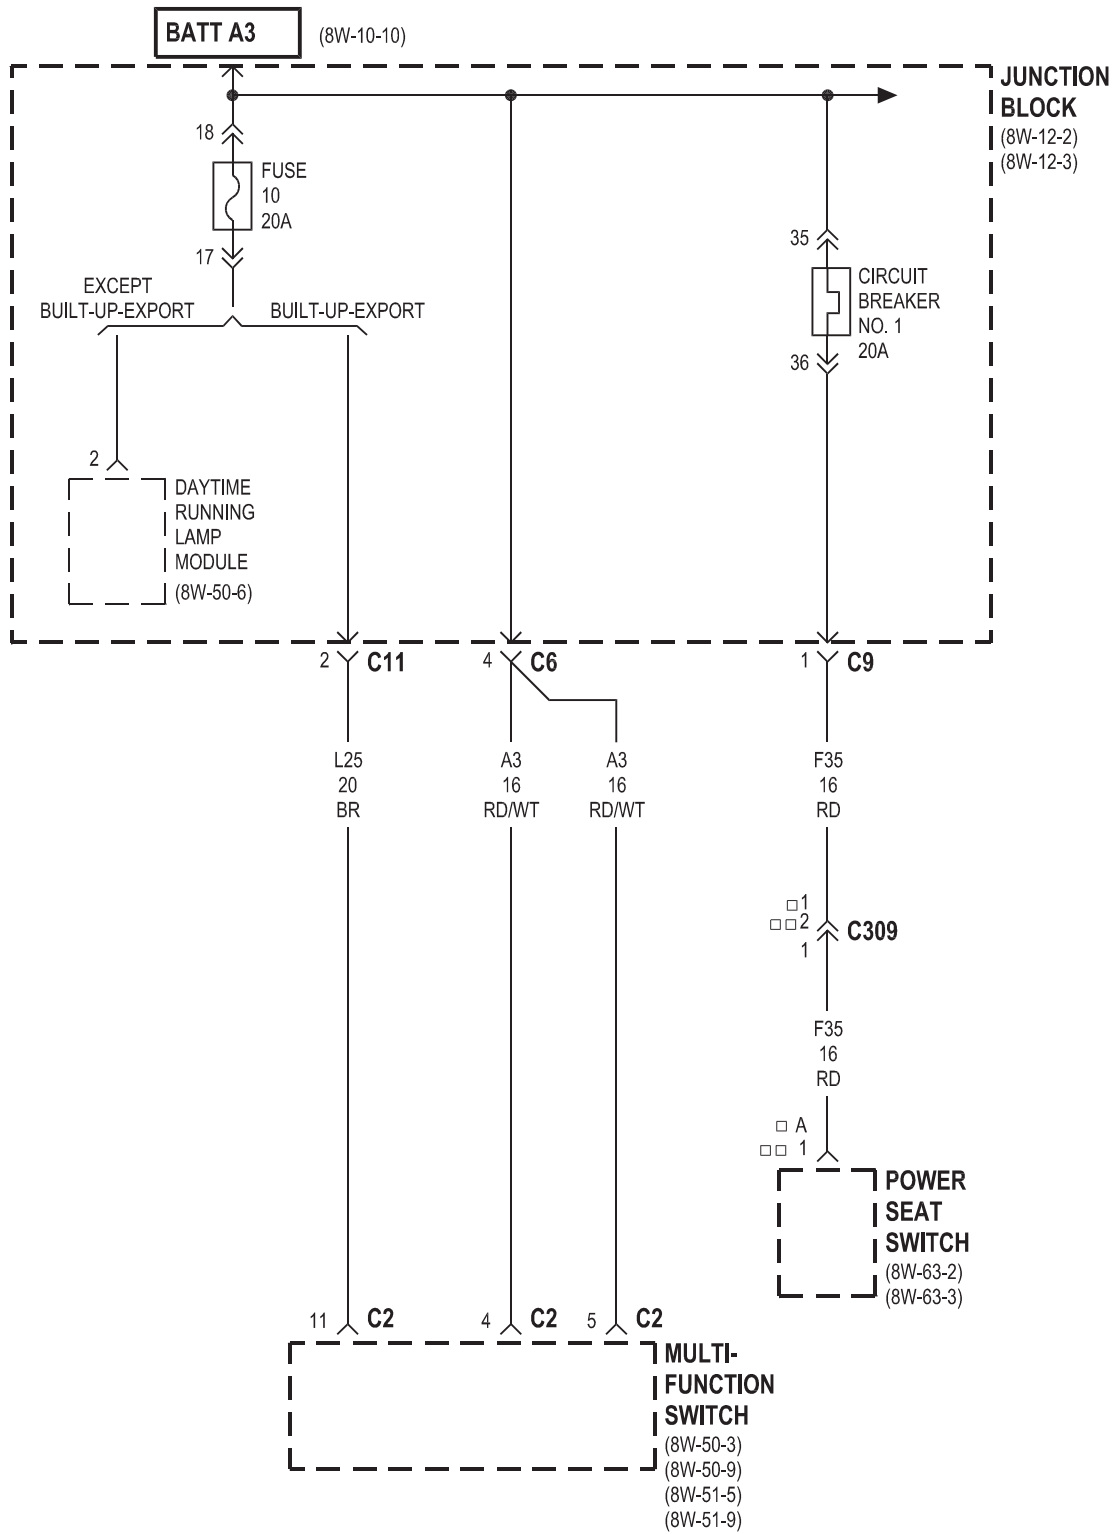 BATT A3
(8W-10-10)
JUNCTION
BLOCK
(8W-12-2)
(8W-12-3)
18
FUSE
10
20A
17
35
CIRCUIT
BREAKER
NO. 1
20A
36
EXCEPT
BUILT-UP-EXPORT
BUILT-UP-EXPORT
2
DAYTIME
RUNNING
LAMP
MODULE
(8W-50-6)
2 C11
4 C6
1 C9
L25
20
BR
A3
16
RD/WT
A3
16
RD/WT
F35
16
RD
□1
□□2
1
C309
F35
16
RD
□ A
□□ 1
POWER
SEAT
SWITCH
(8W-63-2)
(8W-63-3)
11 C2
4 C2
5 C2
MULTI-
FUNCTION
SWITCH
(8W-50-3)
(8W-50-9)
(8W-51-5)
(8W-51-9)